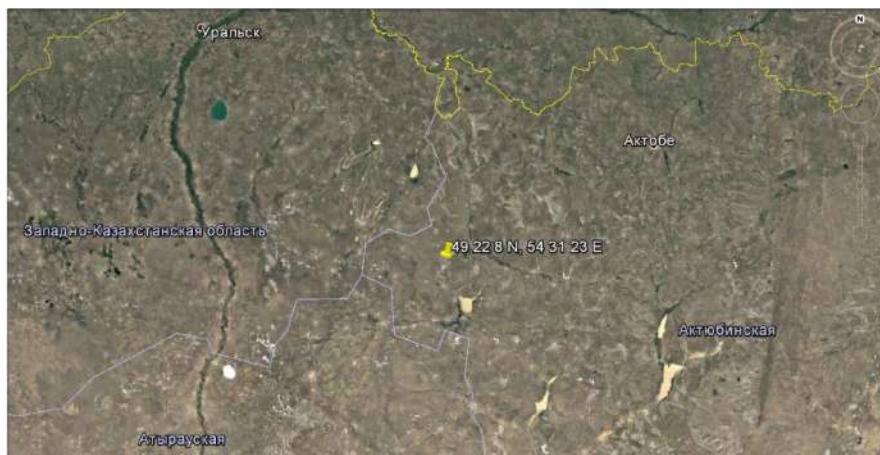 N
Уральск
Актобе
Западно-Казахстанская область
49 22 8 N, 54 31 23 E
Актюбинская
Атырауская